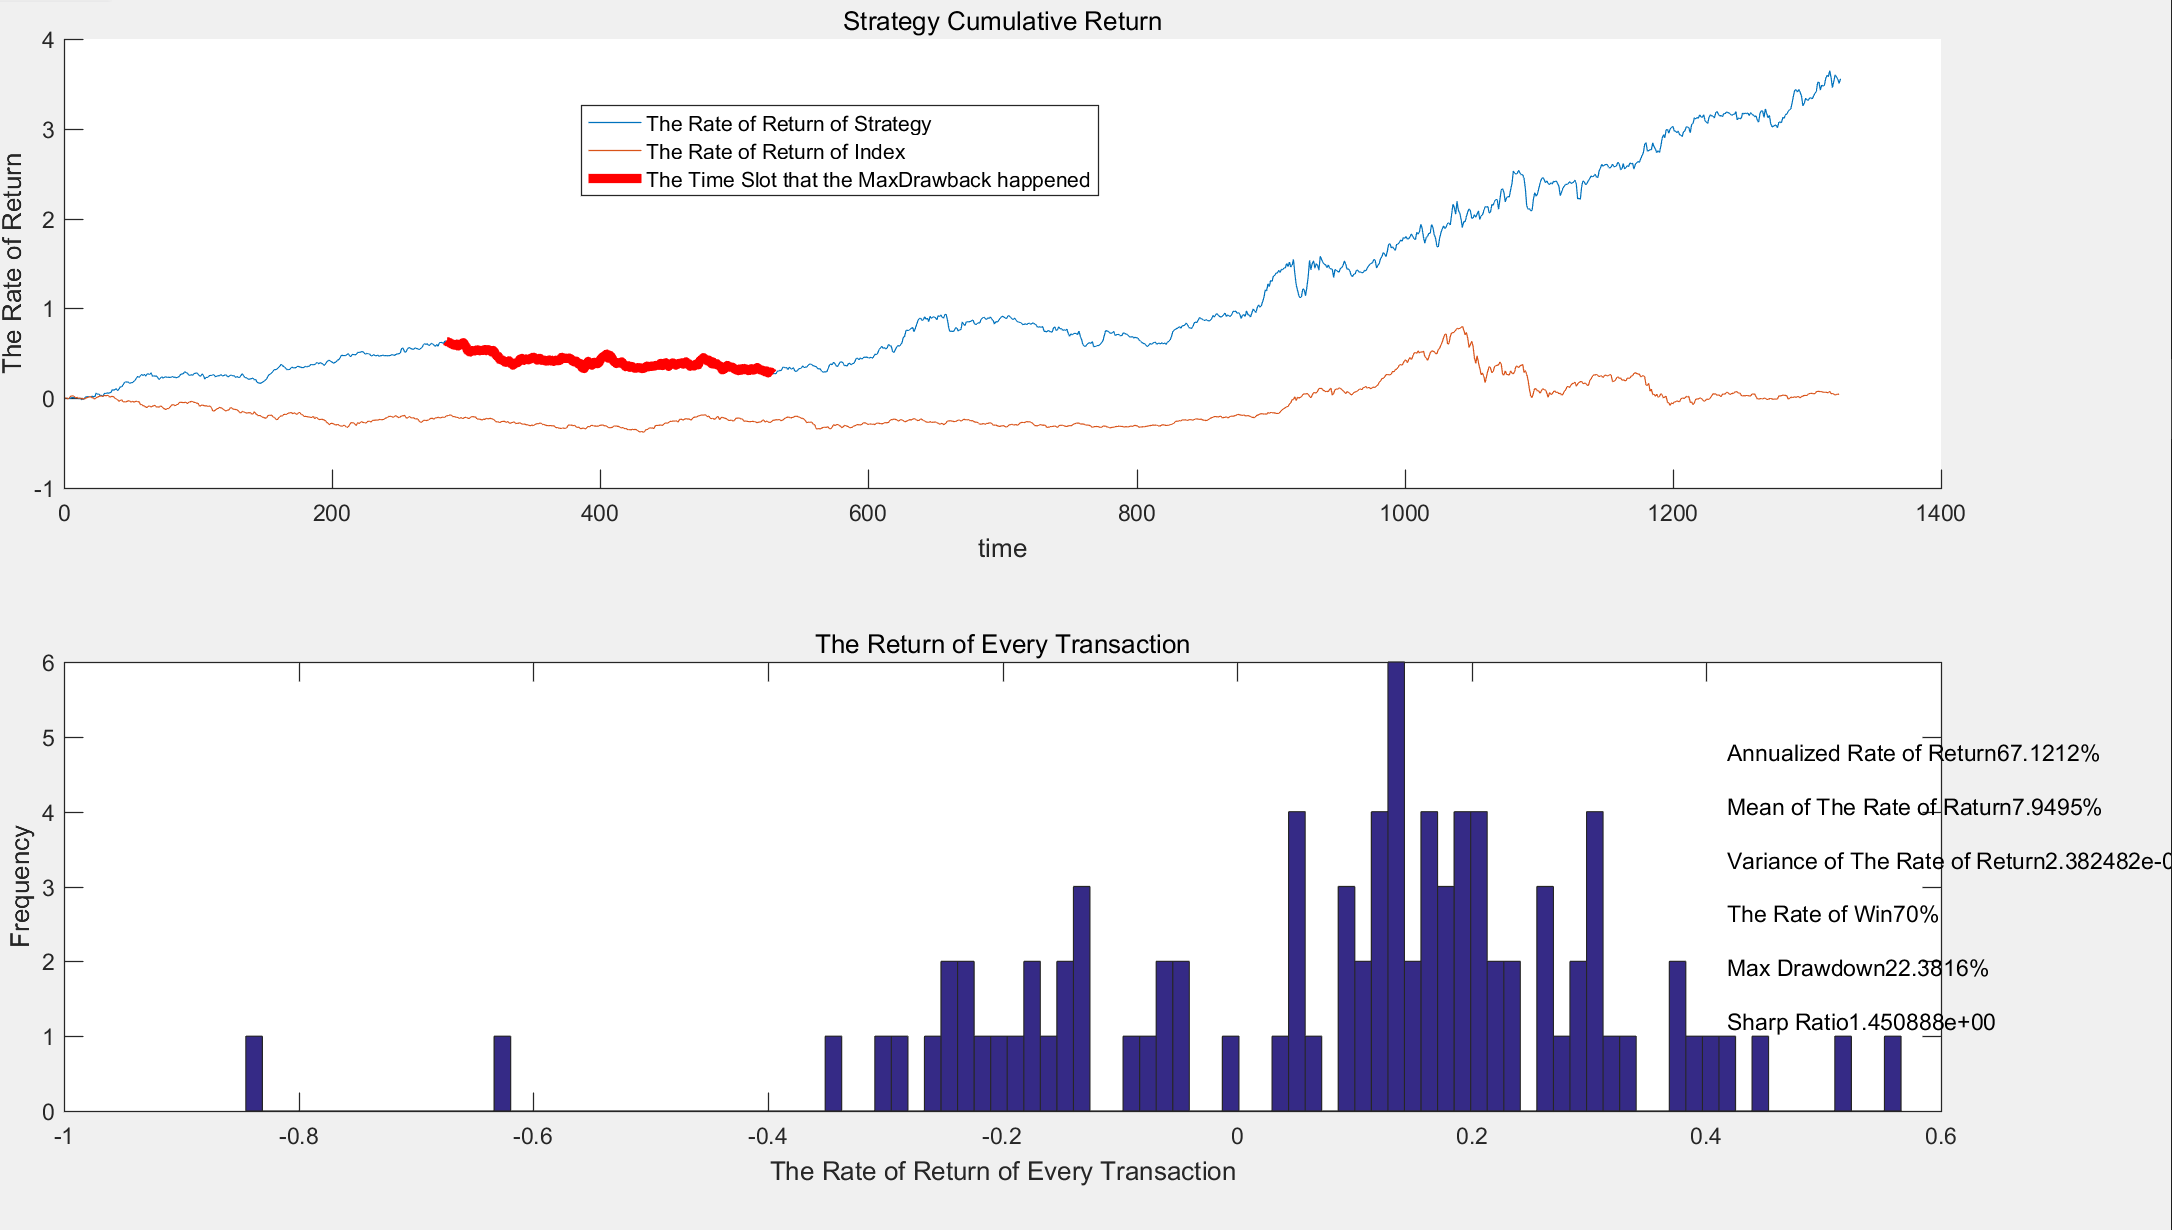 Strategy Cumulative Return
4
3
2
1
0
-1
The Rate of Return
The Rate of Return of Strategy
The Rate of Return of Index
The Time Slot that the MaxDrawback happened
0 200 400 600 800 1000 1200 1400
time
The Return of Every Transaction
6
5
4
3
2
1
0
Frequency
Annualized Rate of Return67.1212%
Mean of The Rate of Raturn7.9495%
Variance of The Rate of Return2.382482e-0
The Rate of Win70%
Max Drawdown22.3816%
Sharp Ratio1.450888e+00
-1 -0.8 -0.6 -0.4 -0.2 0 0.2 0.4 0.6
The Rate of Return of Every Transaction